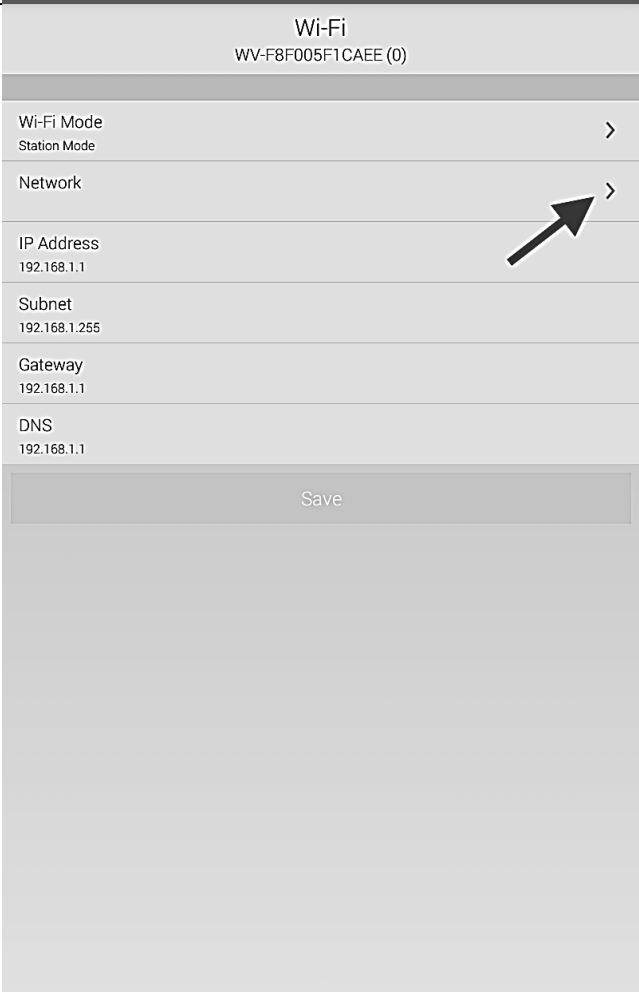 Wi-Fi
WV-F8F005F1CAEE (0)
Wi-Fi Mode
Station Mode
Network
IP Address
192.168.1.1
Subnet
192.168.1.255
Gateway
192.168.1.1
DNS
192.168.1.1
Save